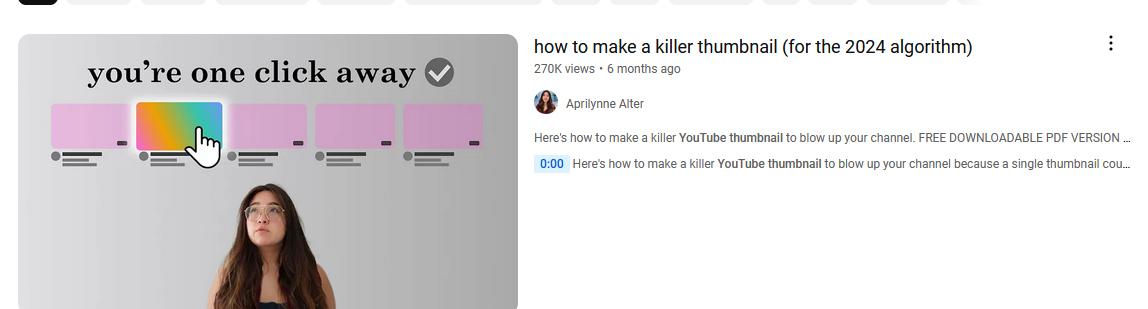 you're one click away
how to make a killer thumbnail (for the 2024 algorithm)
270K views • 6 months ago
Aprilynne Alter
Here's how to make a killer YouTube thumbnail to blow up your channel. FREE DOWNLOADABLE PDF VERSION ...
0:00 Here's how to make a killer YouTube thumbnail to blow up your channel because a single thumbnail cou...